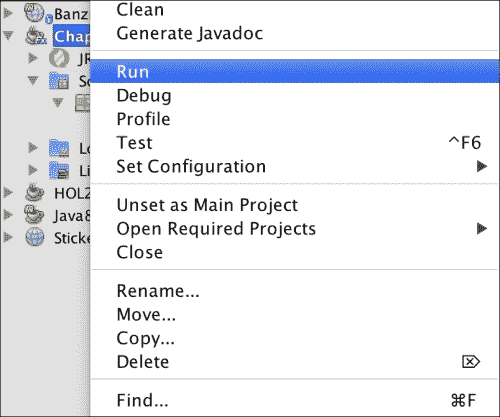 Banz
Chap
JR
So
Lo
Li
HOL2
Java8
Sticke
Clean
Generate Javadoc
Run
Debug
Profile
Test ^F6
Set Configuration
Unset as Main Project
Open Required Projects
Close
Rename...
Move...
Copy...
Delete
Find... ⌘F